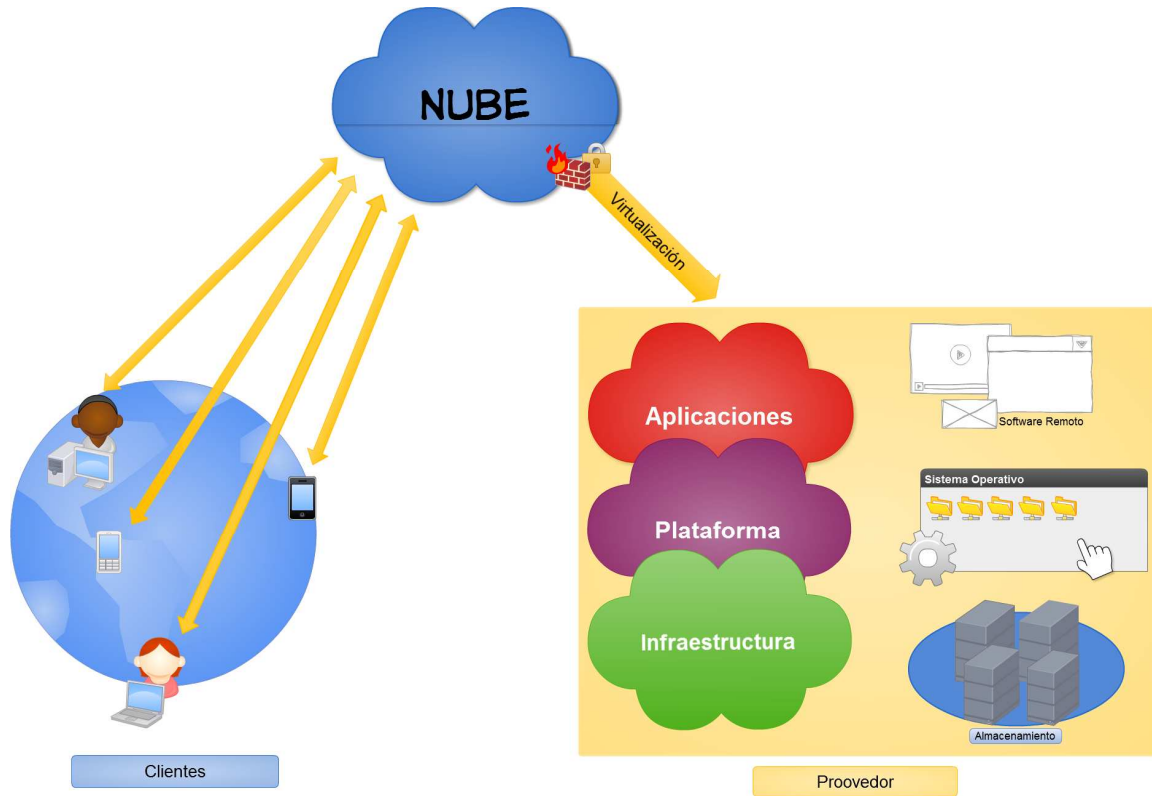 NUBE
Virtualización
Aplicaciones
Software Remoto
Plataforma
Sistema Operativo
Infraestructura
Almacenamiento
Clientes
Proovedor